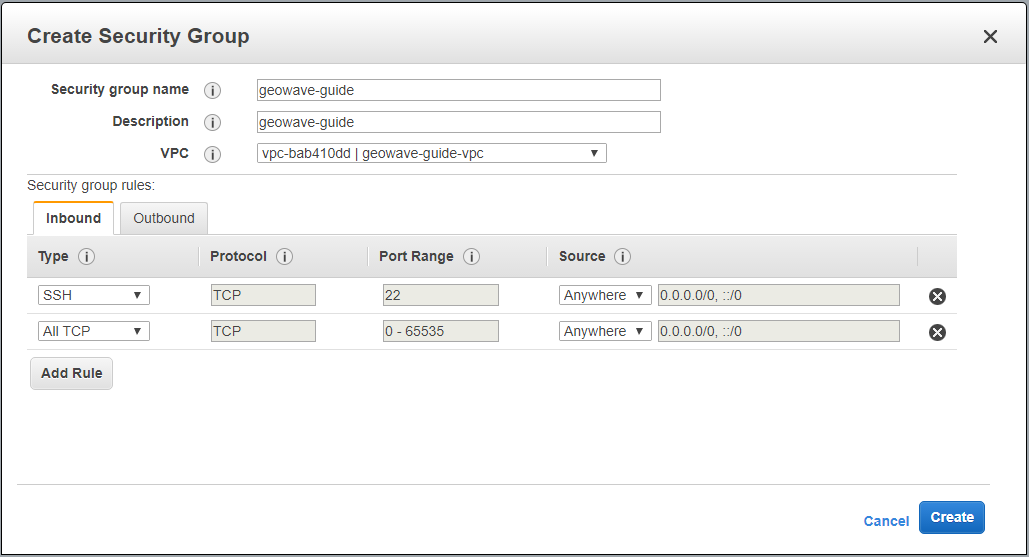 Create Security Group
Security group name geowave-guide
Description geowave-guide
VPC vpc-bab410dd | geowave-guide-vpc
Security group rules:
Inbound Outbound
Type Protocol Port Range Source
SSH TCP 22 Anywhere 0.0.0.0/0, ::/0
All TCP TCP 0 - 65535 Anywhere 0.0.0.0/0, ::/0
Add Rule
Cancel Create